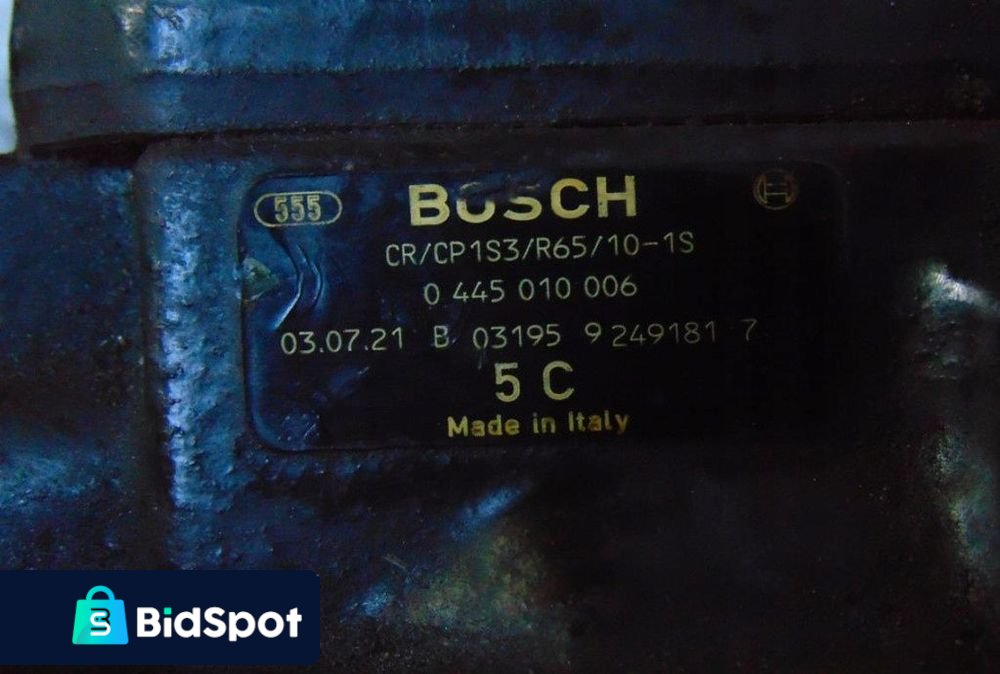 555
BOSCH
CR/CP1S3/R65/10-1S
0 445 010 006
03.07.21 B 03195 9 249181 7
5 C
Made in Italy
BidSpot